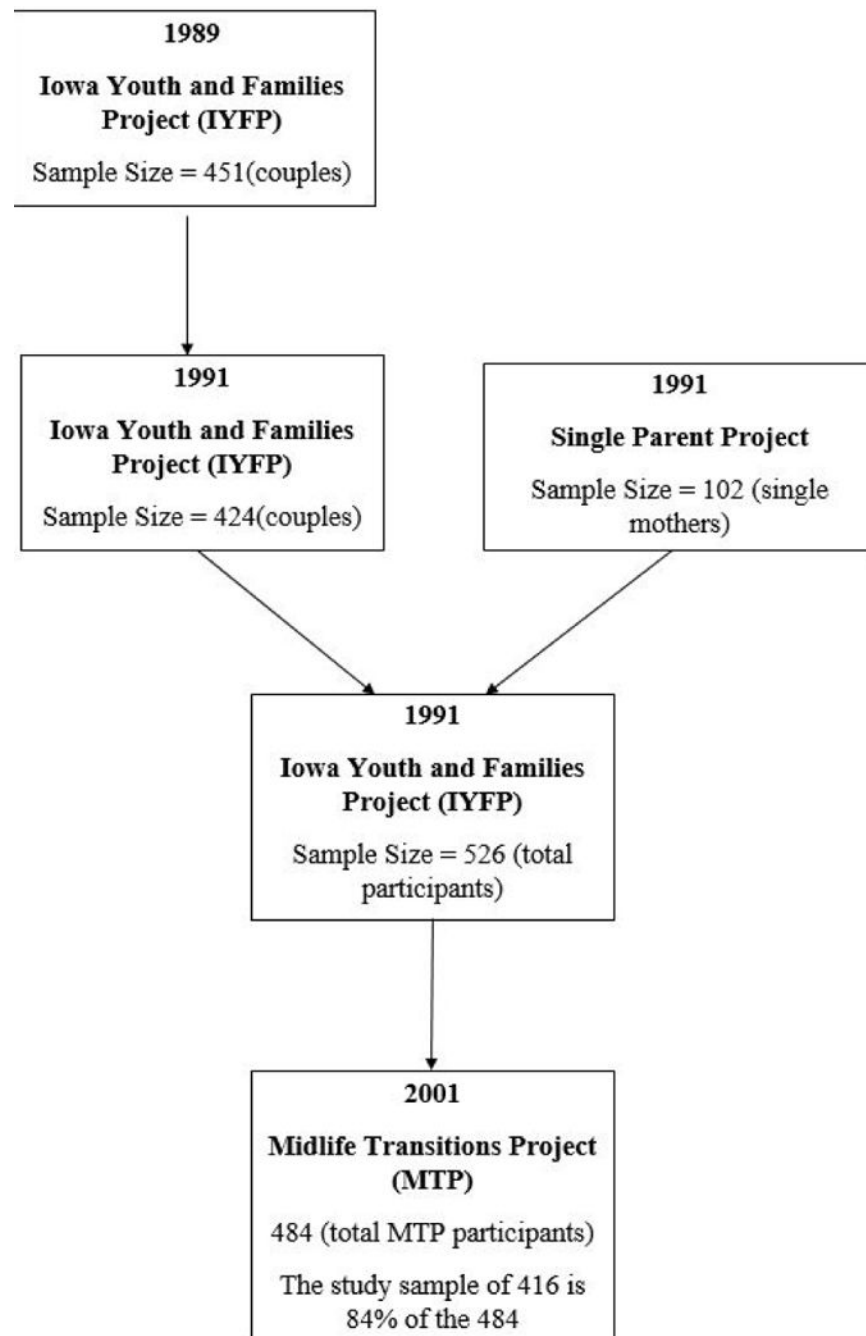 1989
Iowa Youth and Families
Project (IYFP)
Sample Size = 451(couples)
1991
Iowa Youth and Families
Project (IYFP)
Sample Size = 424(couples)
1991
Single Parent Project
Sample Size = 102 (single
mothers)
1991
Iowa Youth and Families
Project (IYFP)
Sample Size = 526 (total
participants)
2001
Midlife Transitions Project
(MTP)
484 (total MTP participants)
The study sample of 416 is
84% of the 484